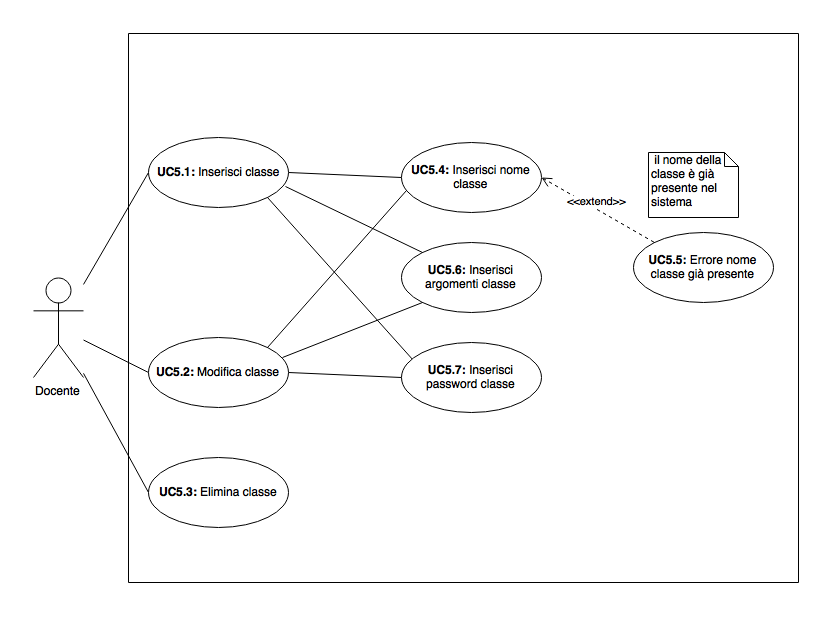 UC5.1: Inserisci classe
UC5.4: Inserisci nome
classe
il nome della
classe è già
presente nel
sistema
<<extend>>
UC5.5: Errore nome
classe già presente
UC5.6: Inserisci
argomenti classe
UC5.2: Modifica classe
UC5.7: Inserisci
password classe
Docente
UC5.3: Elimina classe